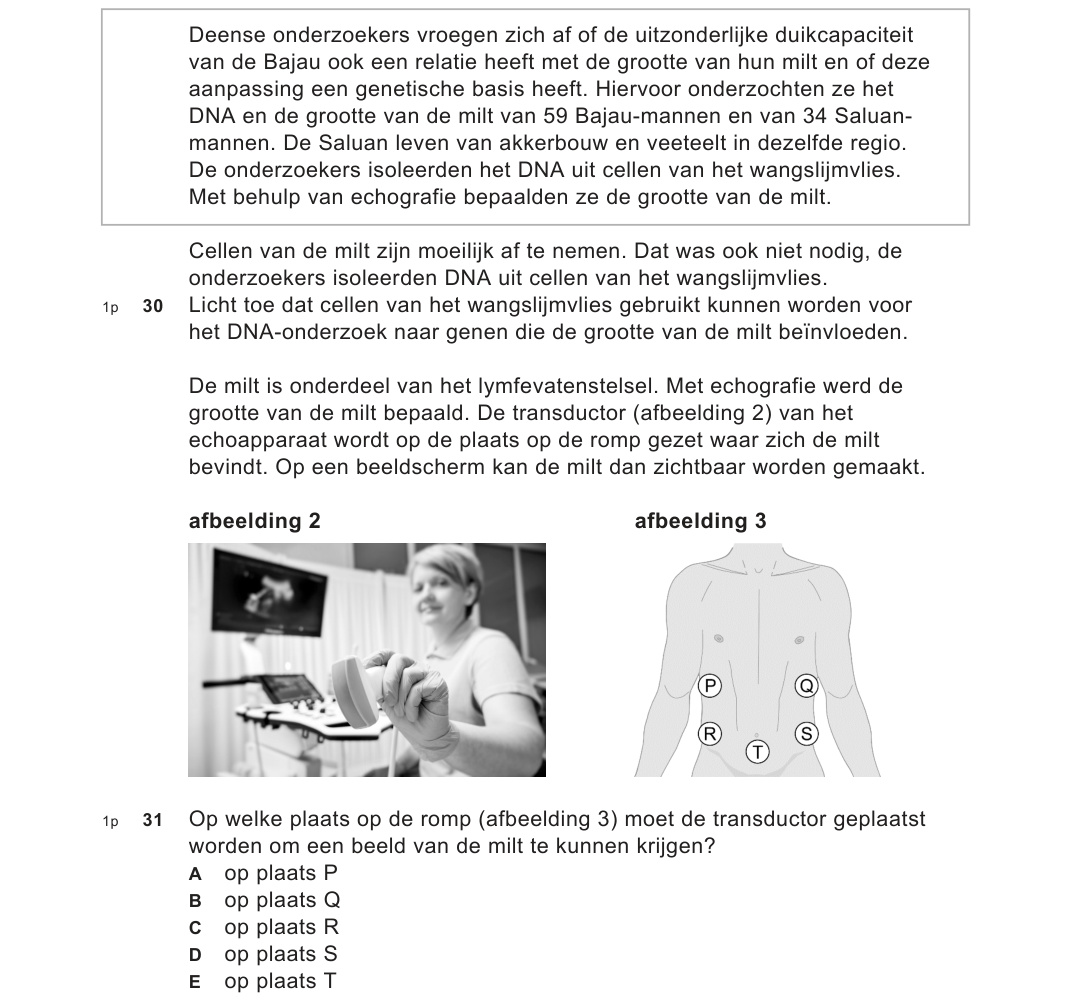 Deense onderzoekers vroegen zich af of de uitzonderlijke duikcapaciteit
van de Bajau ook een relatie heeft met de grootte van hun milt en of deze
aanpassing een genetische basis heeft. Hiervoor onderzochten ze het
DNA en de grootte van de milt van 59 Bajau-mannen en van 34 Saluan-
mannen. De Saluan leven van akkerbouw en veeteelt in dezelfde regio.
De onderzoekers isoleerden het DNA uit cellen van het wangslijmvlies.
Met behulp van echografie bepaalden ze de grootte van de milt.
Cellen van de milt zijn moeilijk af te nemen. Dat was ook niet nodig, de
onderzoekers isoleerden DNA uit cellen van het wangslijmvlies.
1p 30 Licht toe dat cellen van het wangslijmvlies gebruikt kunnen worden voor
het DNA-onderzoek naar genen die de grootte van de milt beïnvloeden.
De milt is onderdeel van het lymfevatenstelsel. Met echografie werd de
grootte van de milt bepaald. De transductor (afbeelding 2) van het
echoapparaat wordt op de plaats op de romp gezet waar zich de milt
bevindt. Op een beeldscherm kan de milt dan zichtbaar worden gemaakt.
afbeelding 2 afbeelding 3
P Q
R S
T
1p 31 Op welke plaats op de romp (afbeelding 3) moet de transductor geplaatst
worden om een beeld van de milt te kunnen krijgen?
A op plaats P
B op plaats Q
C op plaats R
D op plaats S
E op plaats T